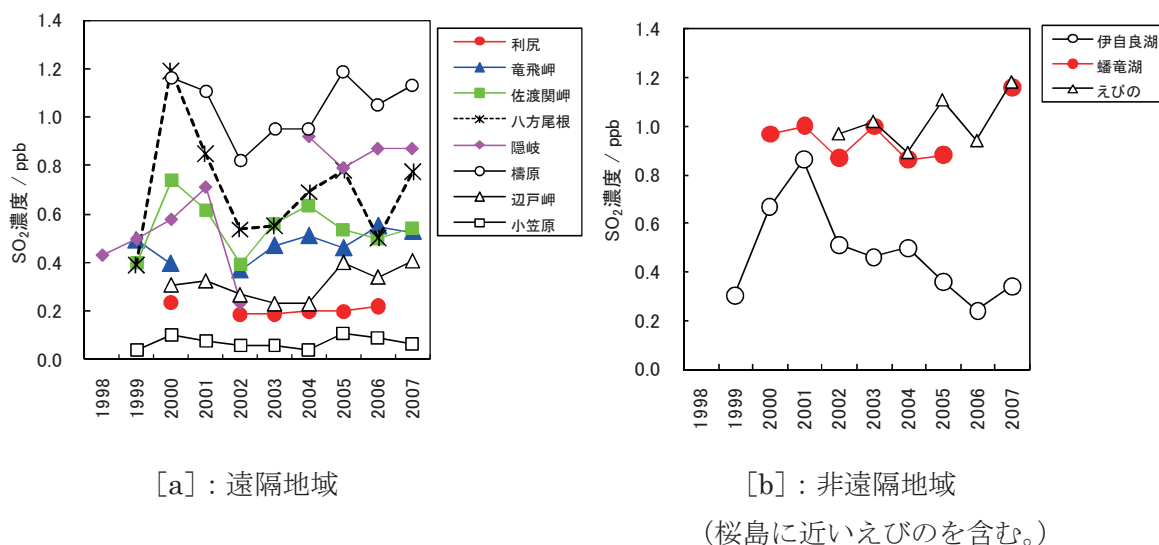 SO₂濃度 / ppb
1.4
1.2
1.0
0.8
0.6
0.4
0.2
0.0
1998
1999
2000
2001
2002
2003
2004
2005
2006
2007
利尻
竜飛岬
佐渡関岬
八方尾根
隠岐
檮原
辺戸岬
小笠原
[a]:遠隔地域
SO₂濃度 / ppb
1.4
1.2
1.0
0.8
0.6
0.4
0.2
0.0
1998
1999
2000
2001
2002
2003
2004
2005
2006
2007
伊自良湖
蟠竜湖
えびの
[b]:非遠隔地域
(桜島に近いえびのを含む。)